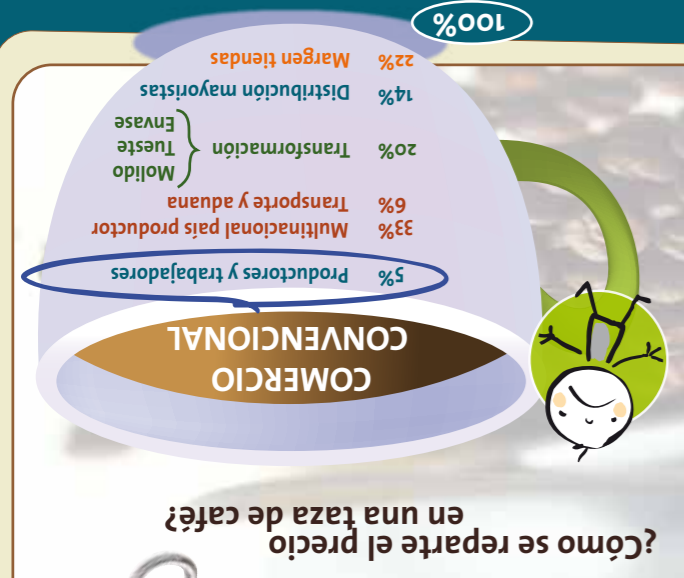 ¿Cómo se reparte el precio
en una taza de café?
COMERCIO
CONVENCIONAL
5% Productores y trabajadores
33% Multinacional país productor
6% Transporte y aduana
20% Transformación
Molido
Tueste
Envase
14% Distribución mayoristas
22% Margen tiendas
100%